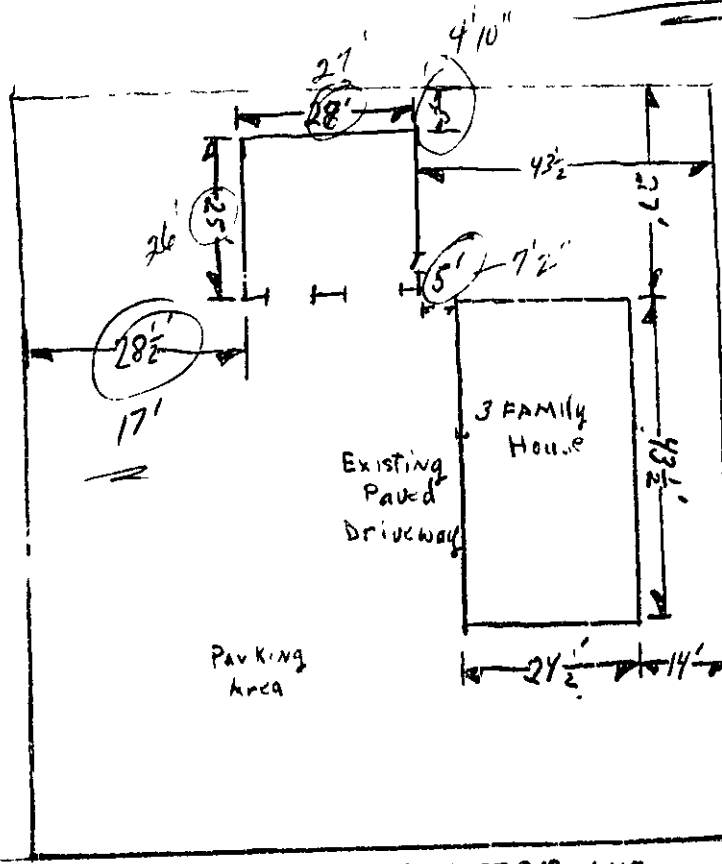 4'10"
27'
28'
5'
43½
27'
25'
26'
5'
7'2"
28½'
17'
3 FAMILY
House
43½'
Existing
Paved
Driveway
Parking
Area
24½'
14'